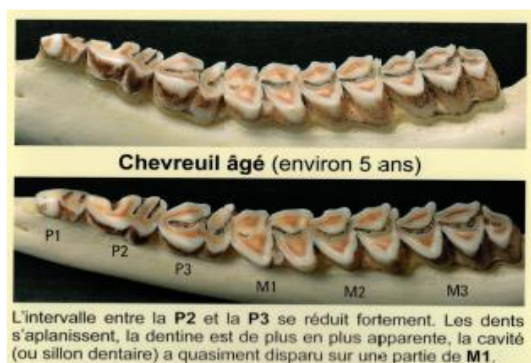 Chevreuil âgé (environ 5 ans)
P1
P2
P3
M1
M2
M3
L'intervalle entre la P2 et la P3 se réduit fortement. Les dents
s'aplanissent, la dentine est de plus en plus apparente, la cavité
(ou sillon dentaire) a quasiment disparu sur une partie de M1.